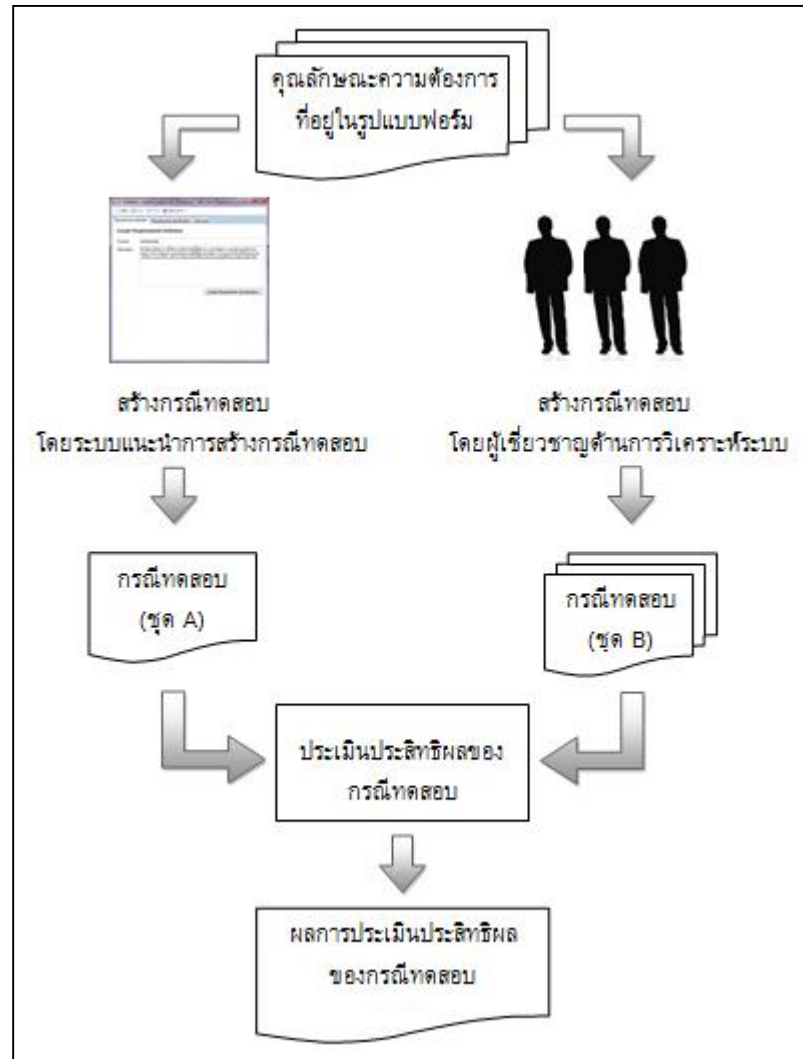 คุณลักษณะความต้องการ
ที่อยู่ในรูปแบบฟอร์ม
สร้างกรณีทดสอบ
โดยระบบแนะนำการสร้างกรณีทดสอบ
สร้างกรณีทดสอบ
โดยผู้เชี่ยวชาญด้านการวิเคราะห์ระบบ
กรณีทดสอบ
(ชุด A)
กรณีทดสอบ
(ชุด B)
ประเมินประสิทธิผลของ
กรณีทดสอบ
ผลการประเมินประสิทธิผล
ของกรณีทดสอบ